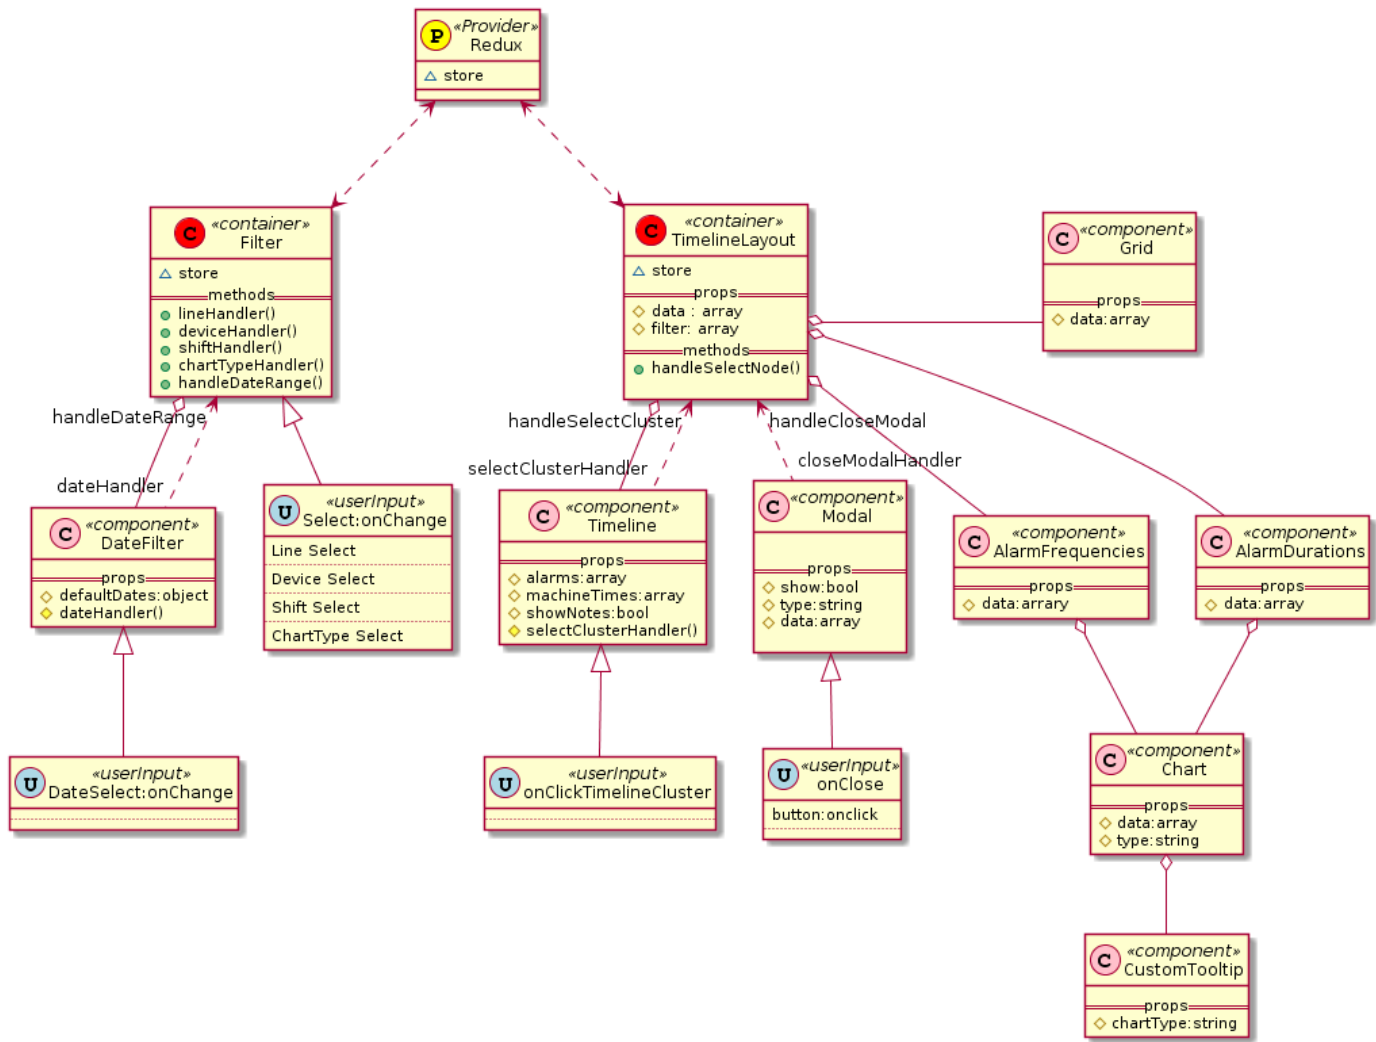 P
«Provider»
Redux
store
C
«container»
Filter
store
methods
lineHandler()
deviceHandler()
shiftHandler()
chartTypeHandler()
handleDateRange()
C
«container»
TimelineLayout
store
props
data : array
filter: array
methods
handleSelectNode()
C
«component»
Grid
props
data:array
handleDateRange
dateHandler
handleSelectCluster
selectClusterHandler
handleCloseModal
closeModalHandler
C
«component»
DateFilter
props
defaultDates:object
dateHandler()
U
«userInput»
Select:onChange
Line Select
Device Select
Shift Select
ChartType Select
C
«component»
Timeline
props
alarms:array
machineTimes:array
showNotes:bool
selectClusterHandler()
C
«component»
Modal
props
show:bool
type:string
data:array
C
«component»
AlarmFrequencies
props
data:arrary
C
«component»
AlarmDurations
props
data:array
U
«userInput»
DateSelect:onChange
U
«userInput»
onClickTimelineCluster
U
«userInput»
onClose
button:onclick
C
«component»
Chart
props
data:array
type:string
C
«component»
CustomTooltip
props
chartType:string